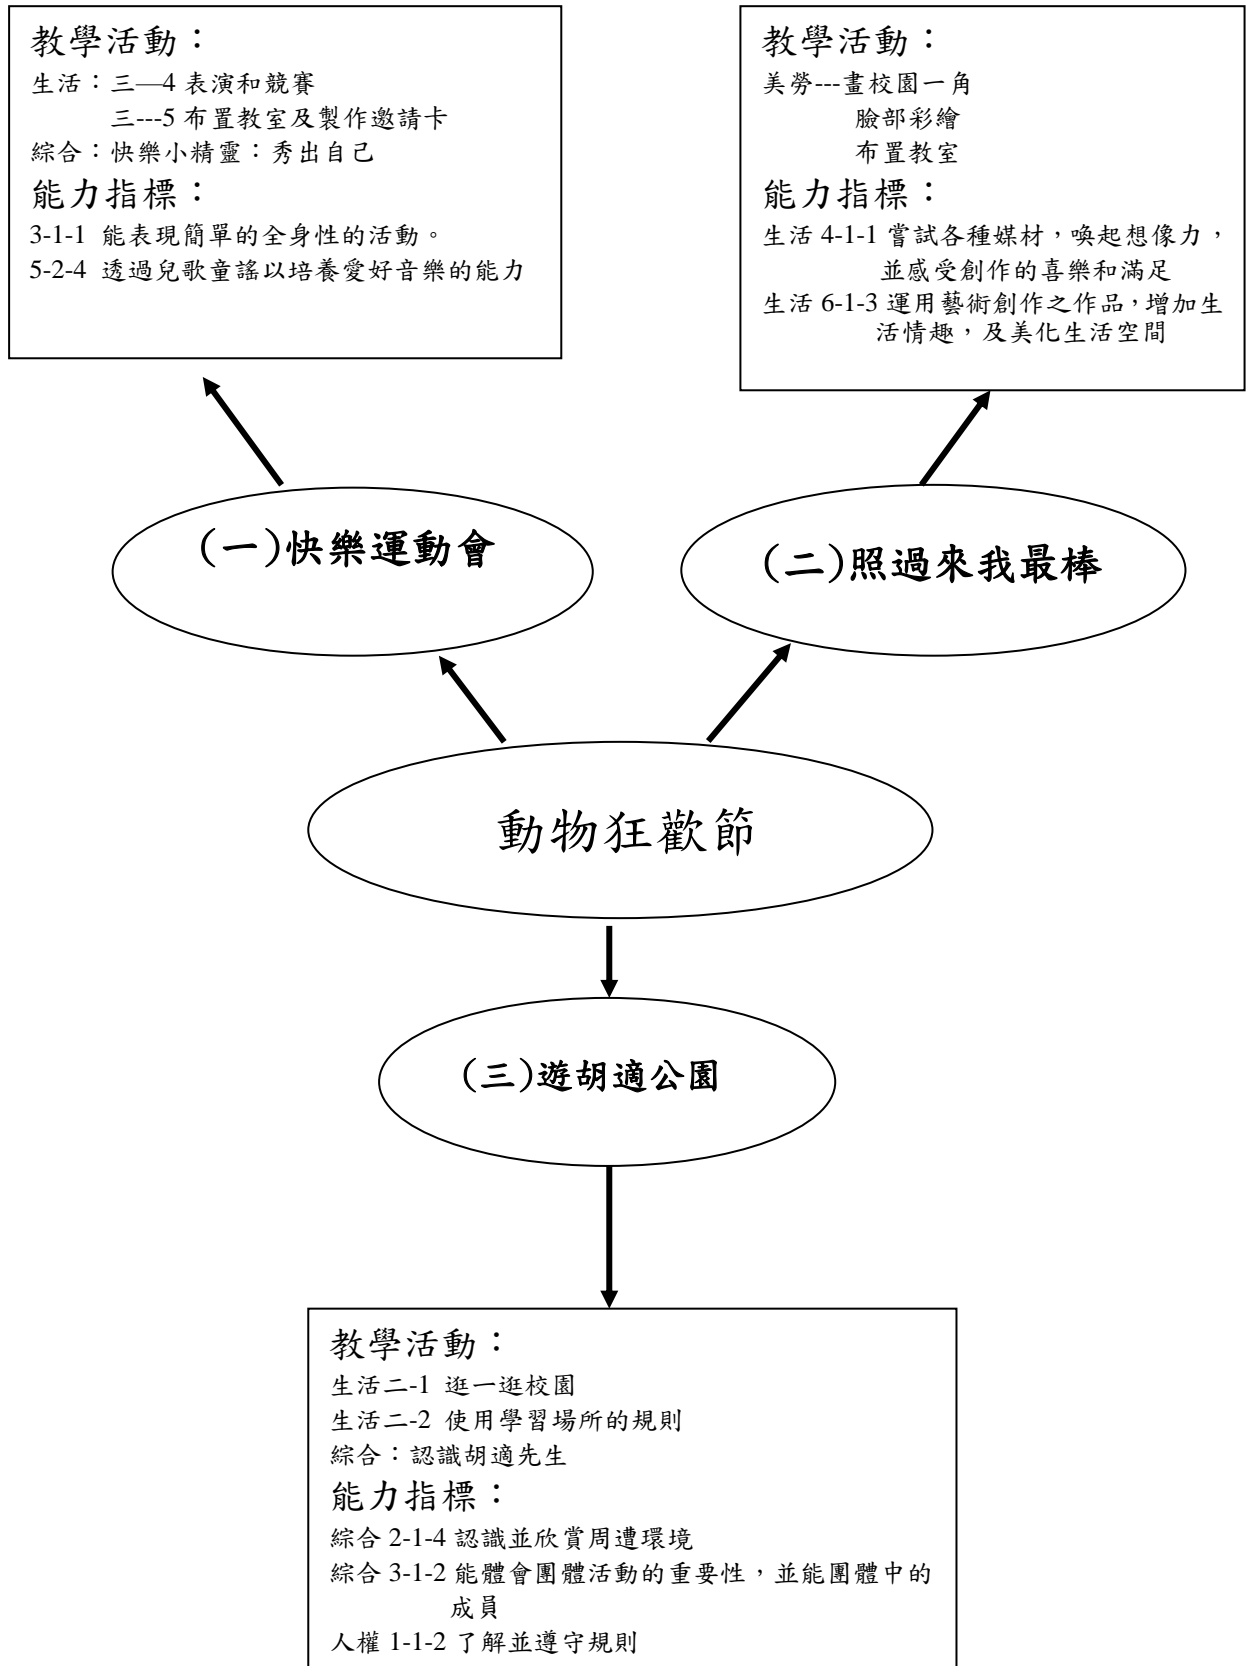 教學活動：
生活：三—4 表演和競賽
三---5 布置教室及製作邀請卡
綜合：快樂小精靈：秀出自己
能力指標：
3-1-1 能表現簡單的全身性的活動。
5-2-4 透過兒歌童謠以培養愛好音樂的能力
教學活動：
美勞---畫校園一角
臉部彩繪
布置教室
能力指標：
生活 4-1-1 嘗試各種媒材，喚起想像力，
並感受創作的喜樂和滿足
生活 6-1-3 運用藝術創作之作品，增加生
活情趣，及美化生活空間
(一)快樂運動會
(二)照過來我最棒
動物狂歡節
(三)遊胡適公園
教學活動：
生活二-1 逛一逛校園
生活二-2 使用學習場所的規則
綜合：認識胡適先生
能力指標：
綜合 2-1-4 認識並欣賞周遭環境
綜合 3-1-2 能體會團體活動的重要性，並能團體中的
成員
人權 1-1-2 了解並遵守規則